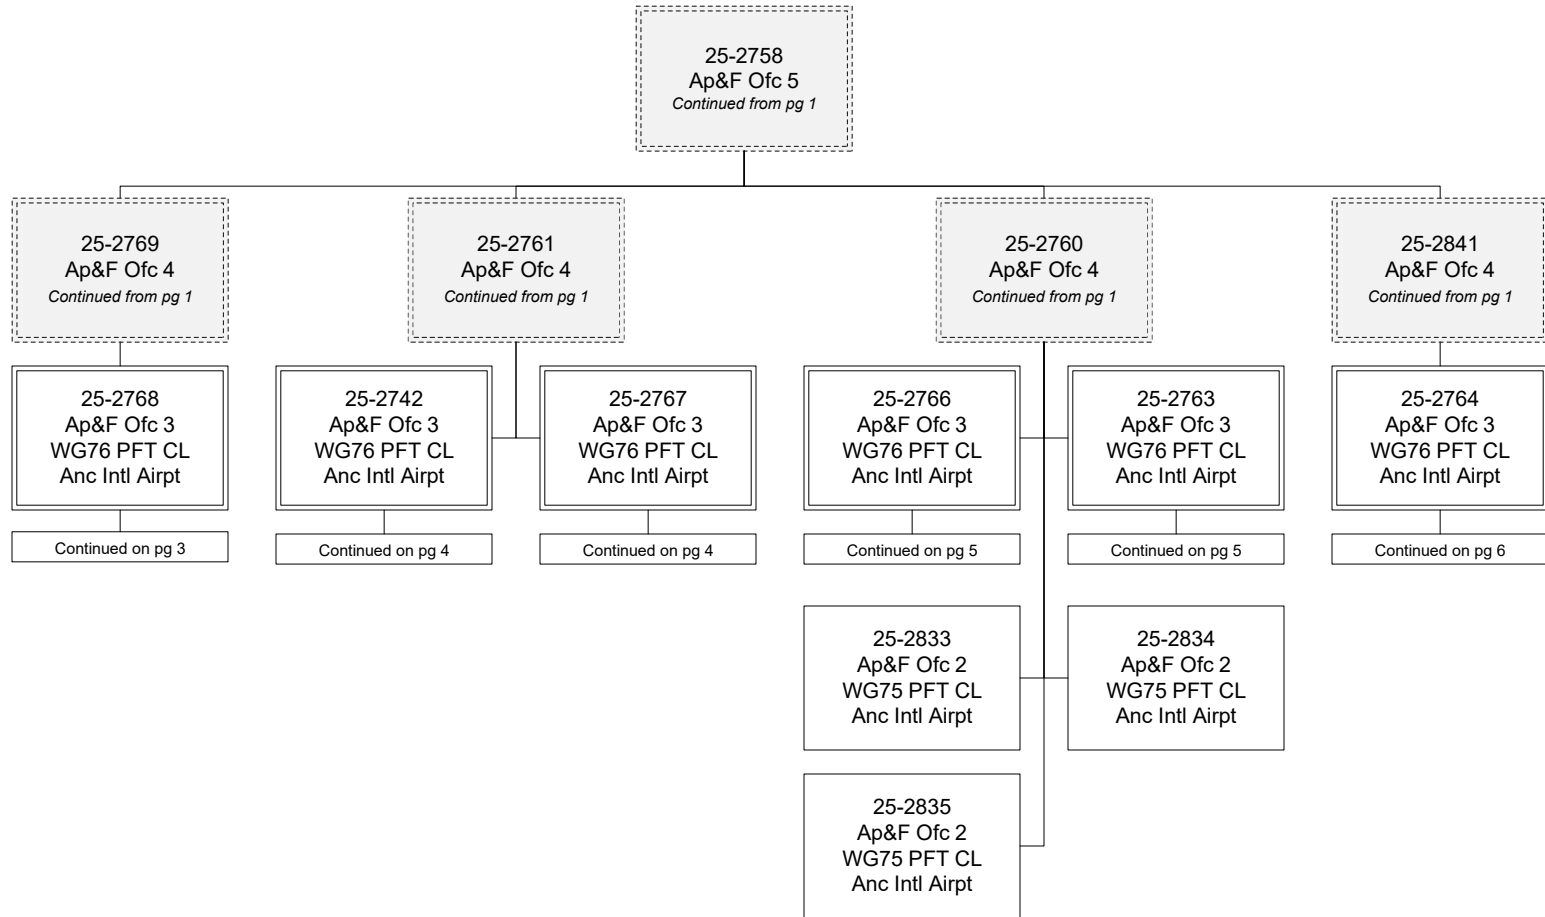 25-2758
Ap&F Ofc 5
Continued from pg 1
25-2769
Ap&F Ofc 4
Continued from pg 1
25-2761
Ap&F Ofc 4
Continued from pg 1
25-2760
Ap&F Ofc 4
Continued from pg 1
25-2841
Ap&F Ofc 4
Continued from pg 1
25-2768
Ap&F Ofc 3
WG76 PFT CL
Anc Intl Airpt
25-2742
Ap&F Ofc 3
WG76 PFT CL
Anc Intl Airpt
25-2767
Ap&F Ofc 3
WG76 PFT CL
Anc Intl Airpt
25-2766
Ap&F Ofc 3
WG76 PFT CL
Anc Intl Airpt
25-2763
Ap&F Ofc 3
WG76 PFT CL
Anc Intl Airpt
25-2764
Ap&F Ofc 3
WG76 PFT CL
Anc Intl Airpt
Continued on pg 3
Continued on pg 4
Continued on pg 4
Continued on pg 5
Continued on pg 5
Continued on pg 6
25-2833
Ap&F Ofc 2
WG75 PFT CL
Anc Intl Airpt
25-2834
Ap&F Ofc 2
WG75 PFT CL
Anc Intl Airpt
25-2835
Ap&F Ofc 2
WG75 PFT CL
Anc Intl Airpt